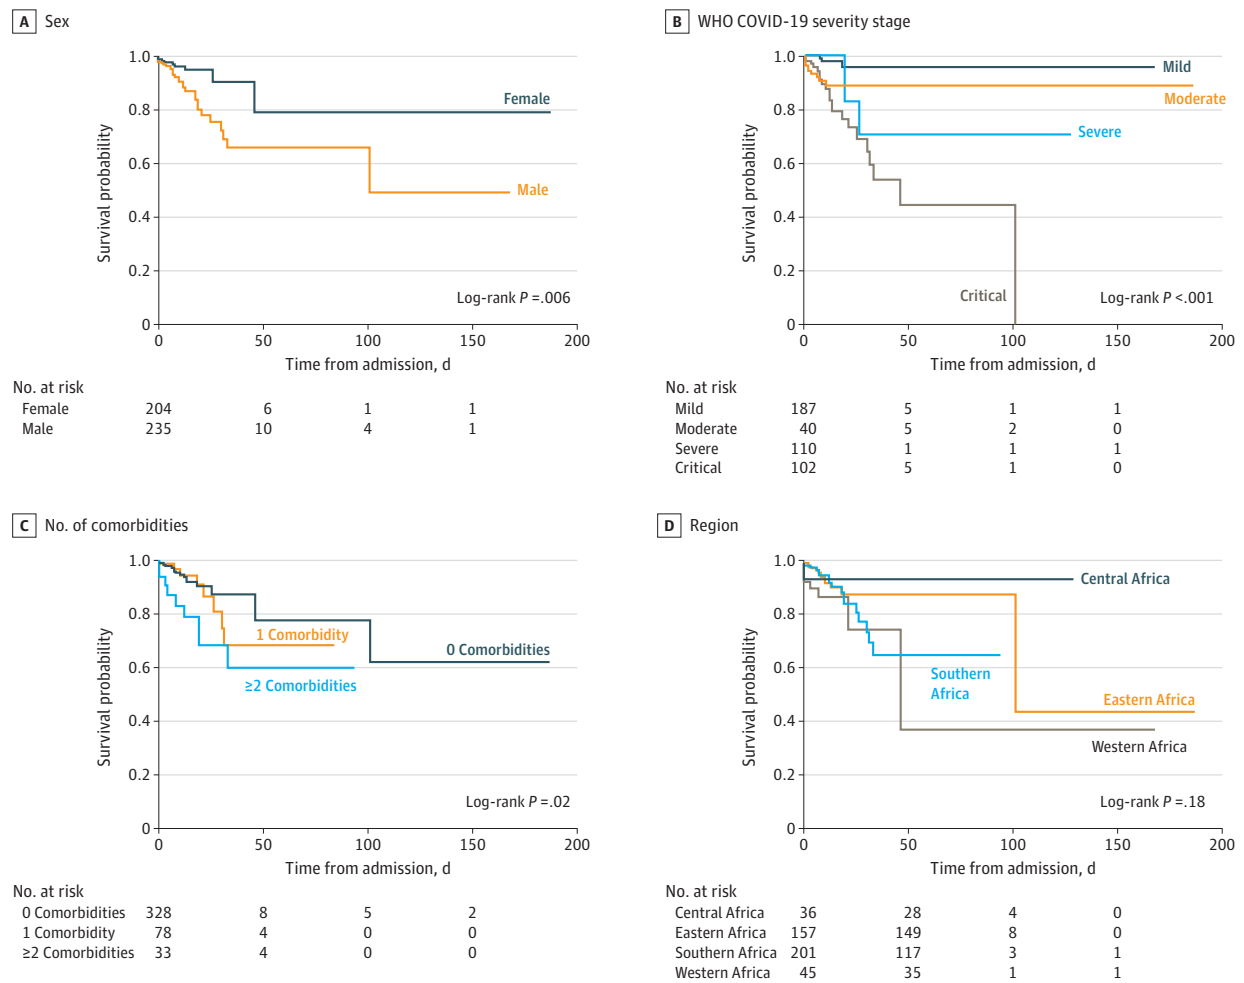 A Sex
1.0
0.8
0.6
0.4
0.2
0
Survival probability
Female
Male
Log-rank P =.006
0 50 100 150 200
Time from admission, d
No. at risk
Female 204 6 1 1
Male 235 10 4 1
B WHO COVID-19 severity stage
1.0
0.8
0.6
0.4
0.2
0
Survival probability
Mild
Moderate
Severe
Critical
Log-rank P <.001
0 50 100 150 200
Time from admission, d
No. at risk
Mild 187 5 1 1
Moderate 40 5 2 0
Severe 110 1 1 1
Critical 102 5 1 0
C No. of comorbidities
1.0
0.8
0.6
0.4
0.2
0
Survival probability
1 Comorbidity
0 Comorbidities
≥2 Comorbidities
Log-rank P =.02
0 50 100 150 200
Time from admission, d
No. at risk
0 Comorbidities 328 8 5 2
1 Comorbidity 78 4 0 0
≥2 Comorbidities 33 4 0 0
D Region
1.0
0.8
0.6
0.4
0.2
0
Survival probability
Central Africa
Southern
Africa
Eastern Africa
Western Africa
Log-rank P =.18
0 50 100 150 200
Time from admission, d
No. at risk
Central Africa 36 28 4 0
Eastern Africa 157 149 8 0
Southern Africa 201 117 3 1
Western Africa 45 35 1 1